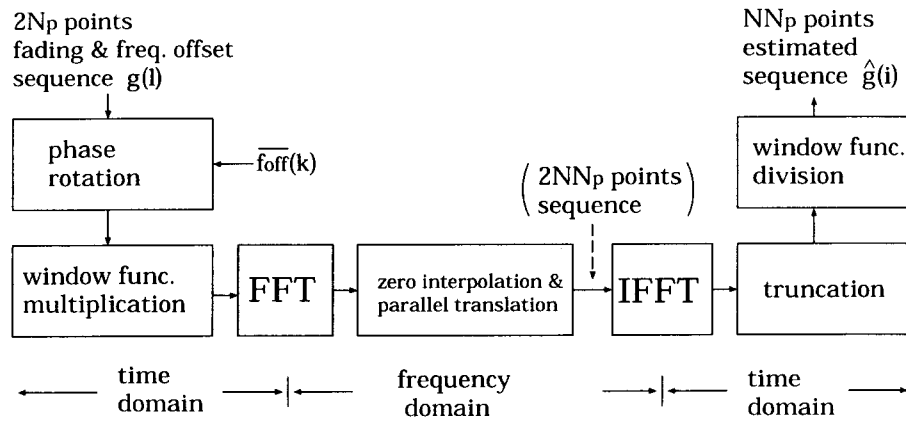 2Np points
fading & freq. offset
sequence g(l)
phase
rotation
foff(k)
window func.
multiplication
FFT
zero interpolation &
parallel translation
( 2NNp points
sequence )
IFFT
truncation
window func.
division
NNp points
estimated
sequence ĝ(i)
time
domain
frequency
domain
time
domain